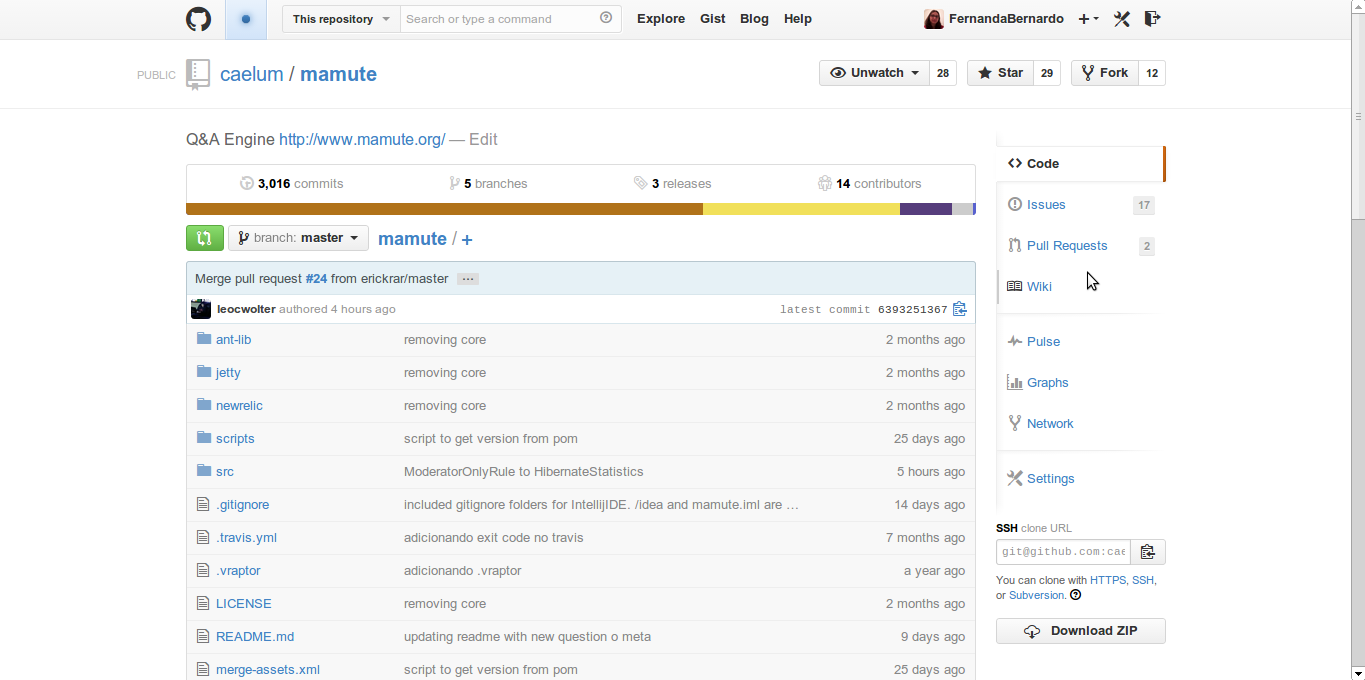 This repository Search or type a command Explore Gist Blog Help FernandaBernardo
PUBLIC caelum / mamute Unwatch 28 Star 29 Fork 12
Q&A Engine http://www.mamute.org/ — Edit
3,016 commits 5 branches 3 releases 14 contributors
branch: master mamute / +
Merge pull request #24 from erickrar/master ...
leocwolter authored 4 hours ago latest commit 6393251367
ant-lib removing core 2 months ago
jetty removing core 2 months ago
newrelic removing core 2 months ago
scripts script to get version from pom 25 days ago
src ModeratorOnlyRule to HibernateStatistics 5 hours ago
.gitignore included gitignore folders for IntellijIDE. /idea and mamute.iml are … 14 days ago
.travis.yml adicionando exit code no travis 7 months ago
.vraptor adicionando .vraptor a year ago
LICENSE removing core 2 months ago
README.md updating readme with new question o meta 9 days ago
merge-assets.xml script to get version from pom 25 days ago
Code
Issues 17
Pull Requests 2
Wiki
Pulse
Graphs
Network
Settings
SSH clone URL
git@github.com:cae
You can clone with HTTPS, SSH,
or Subversion.
Download ZIP